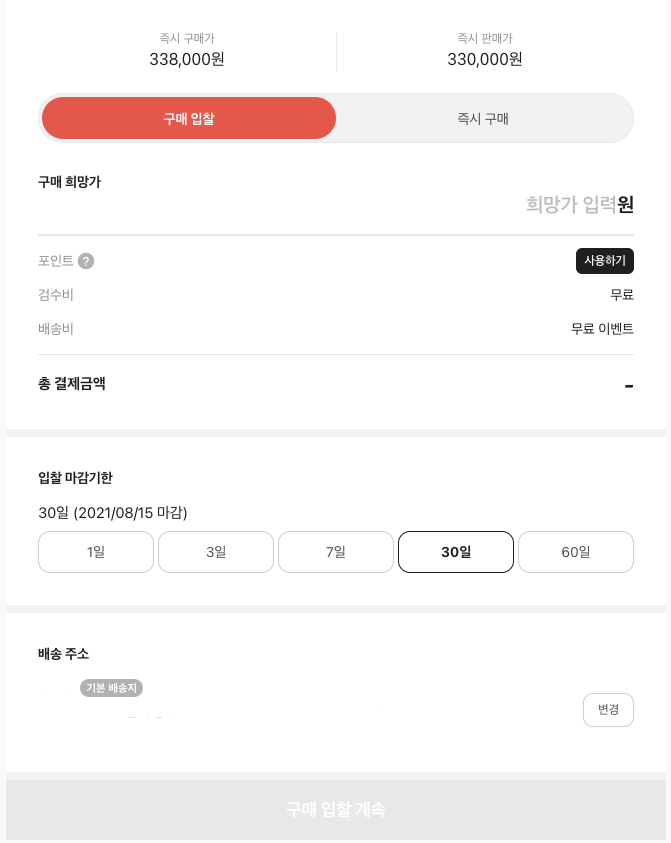 즉시 구매가 즉시 판매가
338,000원 330,000원
구매 입찰 즉시 구매
구매 희망가
희망가 입력원
포인트 ? 사용하기
검수비 무료
배송비 무료 이벤트
총 결제금액 -
입찰 마감기한
30일 (2021/08/15 마감)
1일 3일 7일 30일 60일
배송 주소
기본 배송지
변경
구매 입찰 계속